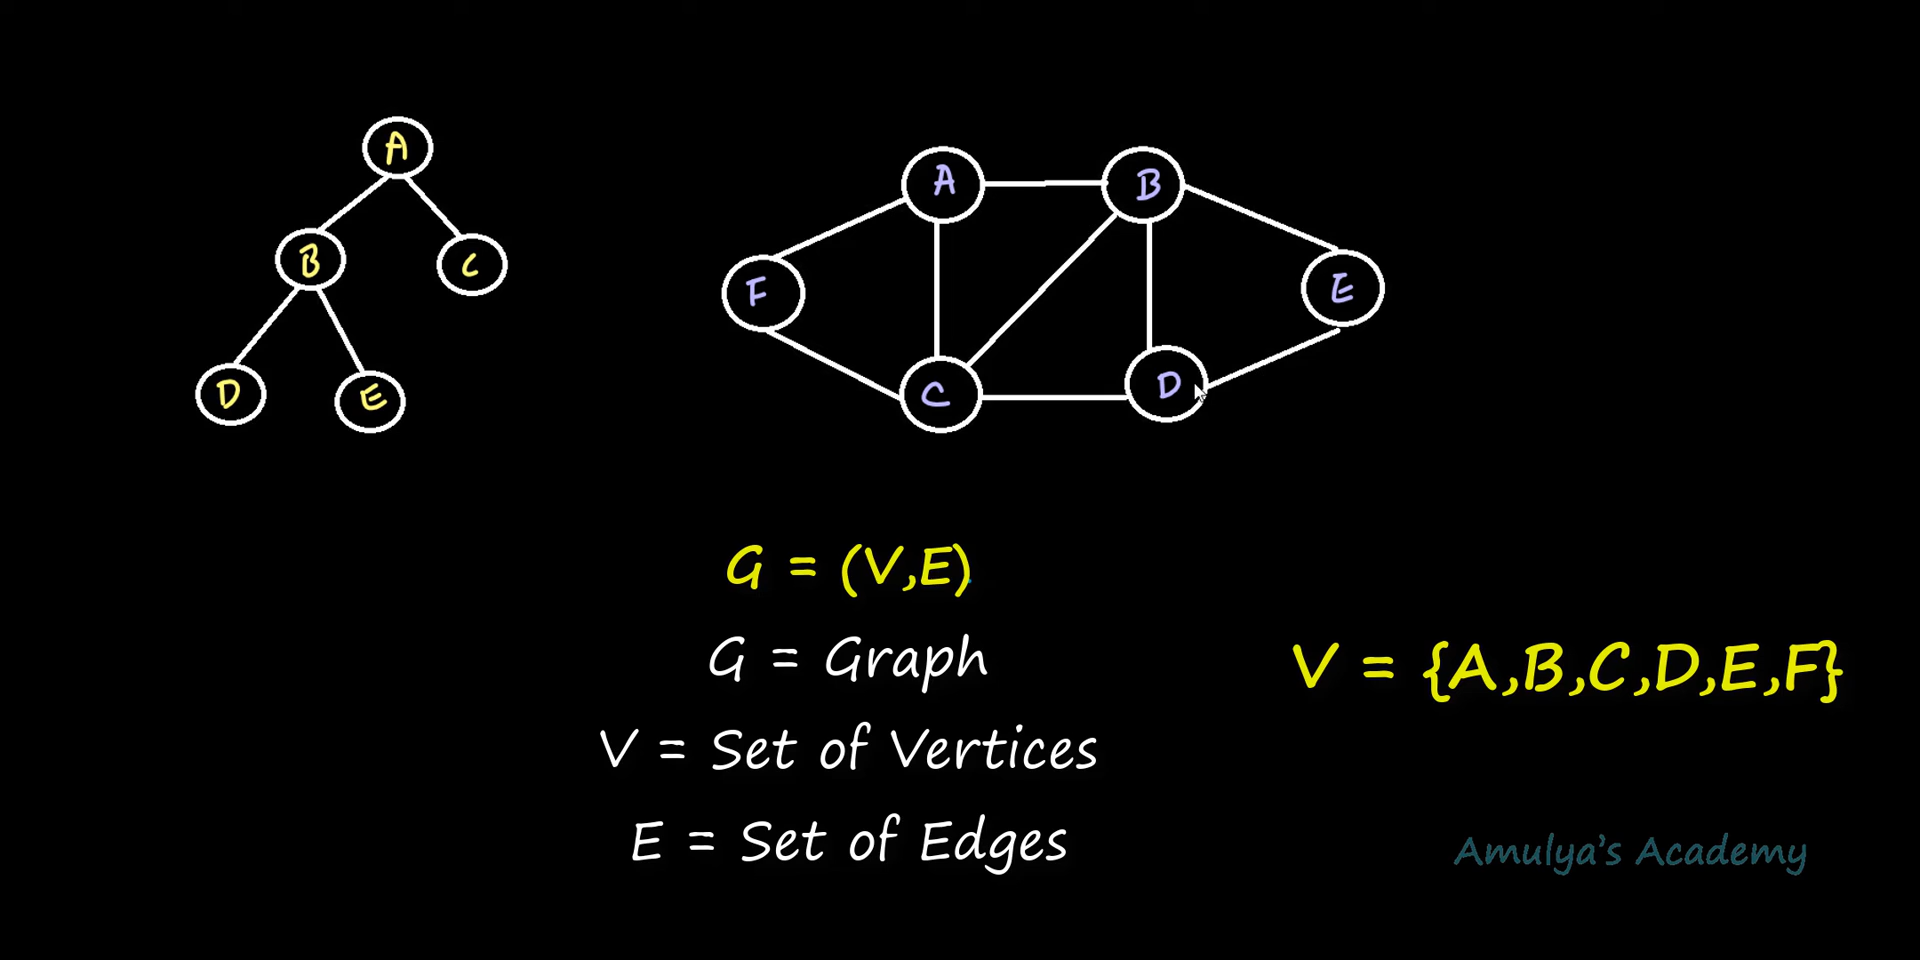 A
B
C
D
E
A
B
F
E
C
D
G = (V,E)
G = Graph
V = Set of Vertices
E = Set of Edges
V = {A,B,C,D,E,F}
Amulya's Academy